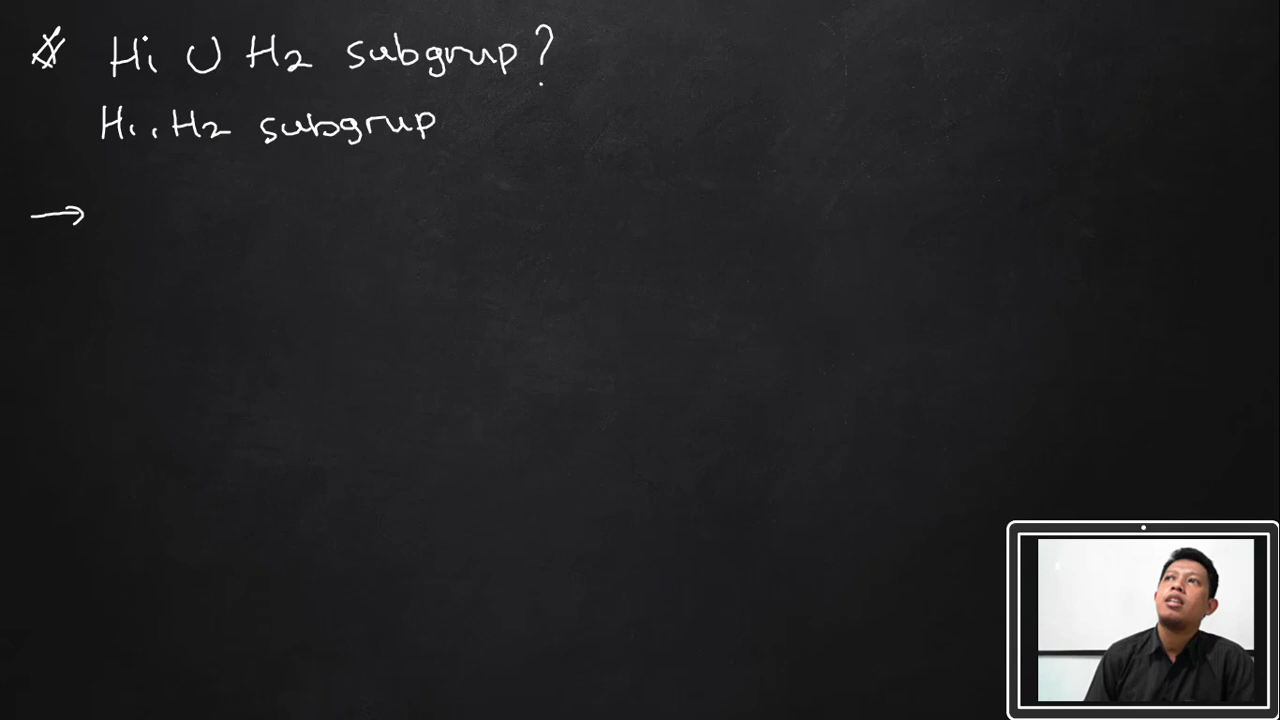 * H₁ ∪ H₂ subgrup?
H₁, H₂ subgrup
→